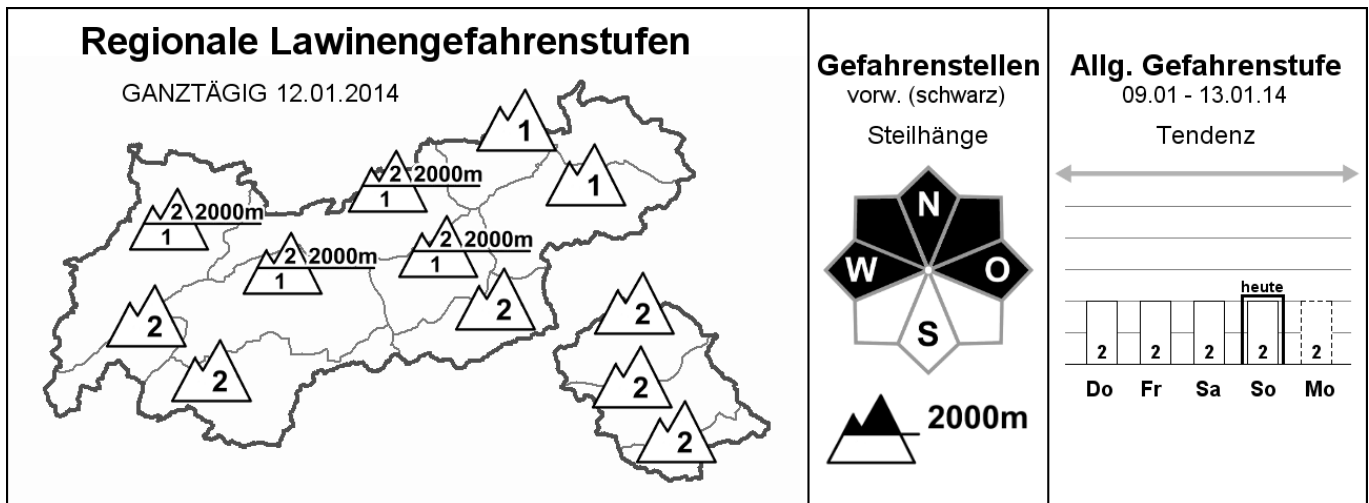 Regionale Lawinengefahrenstufen
GANZTÄGIG 12.01.2014
1
1
2 2000m
1
2 2000m
1
2 2000m
1
2 2000m
1
2
2
2
2
2
2
Gefahrenstellen
vorw. (schwarz)
Steilhänge
N
W O
S
2000m
Allg. Gefahrenstufe
09.01 - 13.01.14
Tendenz
heute
2 2 2 2 2
Do Fr Sa So Mo